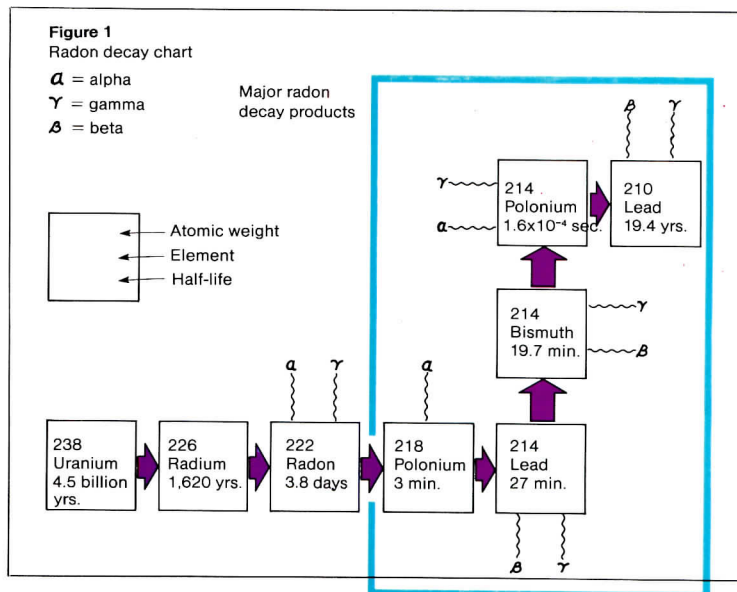 Figure 1
Radon decay chart
α = alpha
γ = gamma
β = beta
Major radon
decay products
Atomic weight
Element
Half-life
β γ
γ
α
214
Polonium
1.6x10⁻⁴ sec.
210
Lead
19.4 yrs.
214
Bismuth
19.7 min.
γ
β
α γ
α
238
Uranium
4.5 billion
yrs.
226
Radium
1,620 yrs.
222
Radon
3.8 days
218
Polonium
3 min.
214
Lead
27 min.
β γ